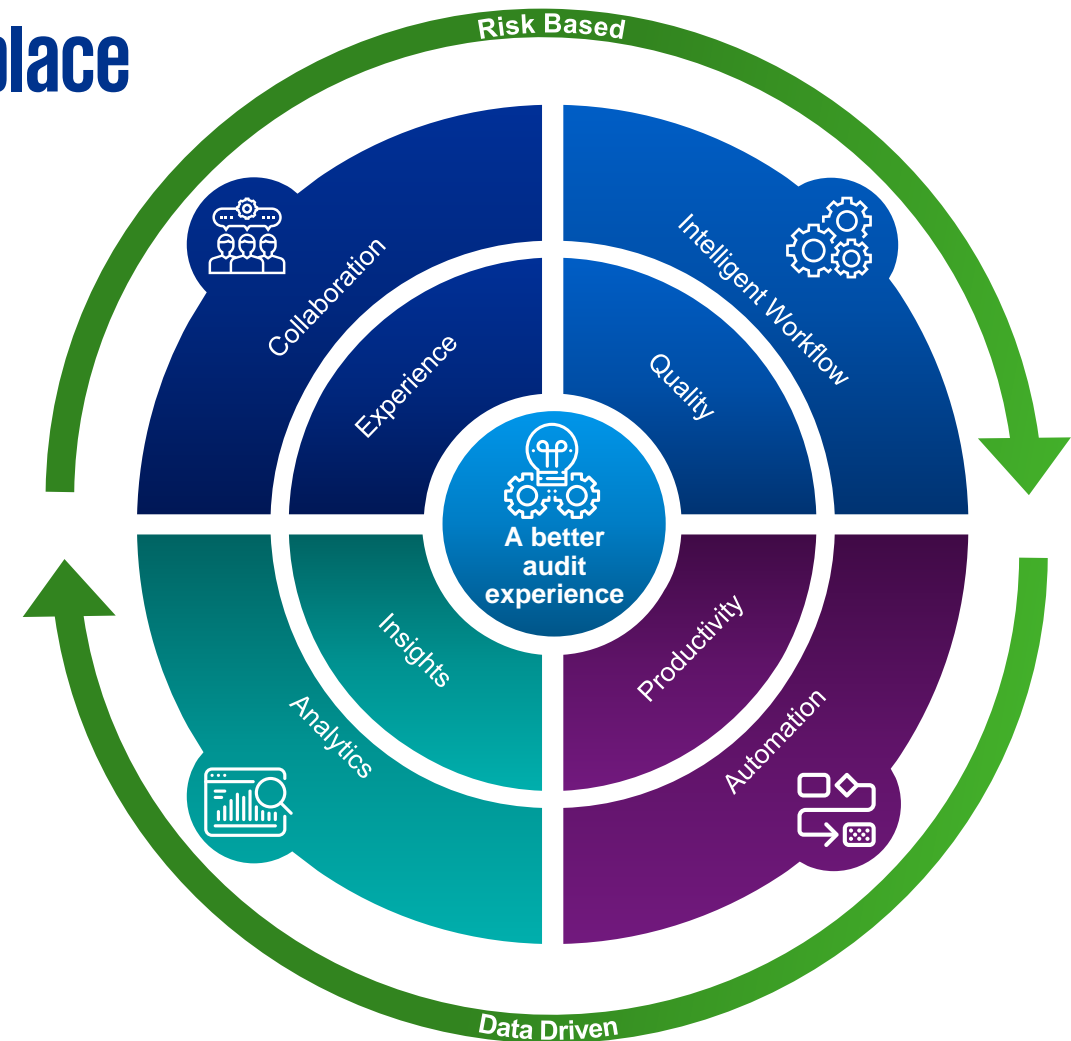 place
Risk Based
Collaboration
Intelligent Workflow
Experience
Quality
A better
audit
experience
Insights
Productivity
Analytics
Automation
Data Driven